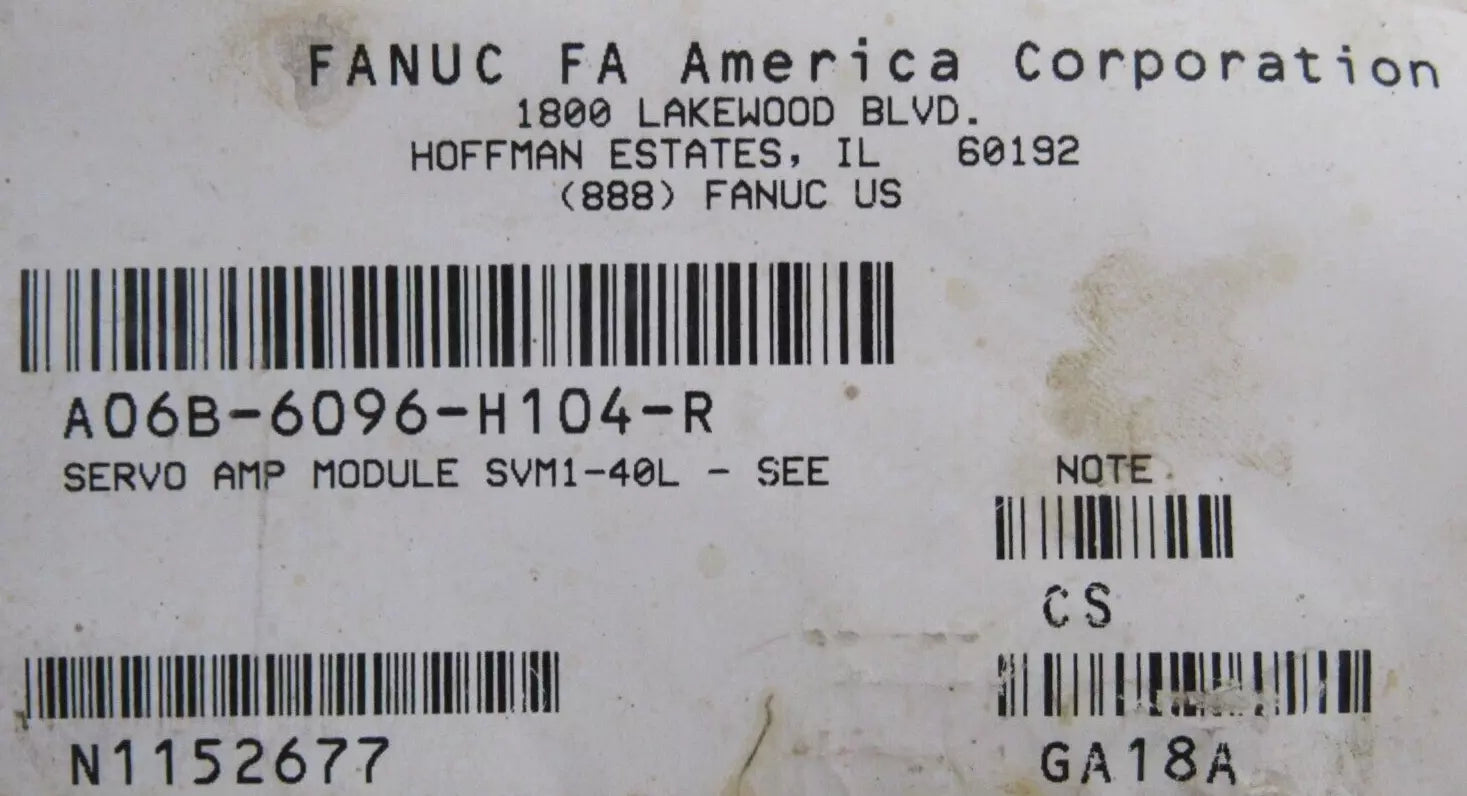 FANUC FA America Corporation
1800 LAKEWOOD BLVD.
HOFFMAN ESTATES, IL 60192
(888) FANUC US
A06B-6096-H104-R
SERVO AMP MODULE SVM1-40L - SEE NOTE
CS
N1152677 GA18A